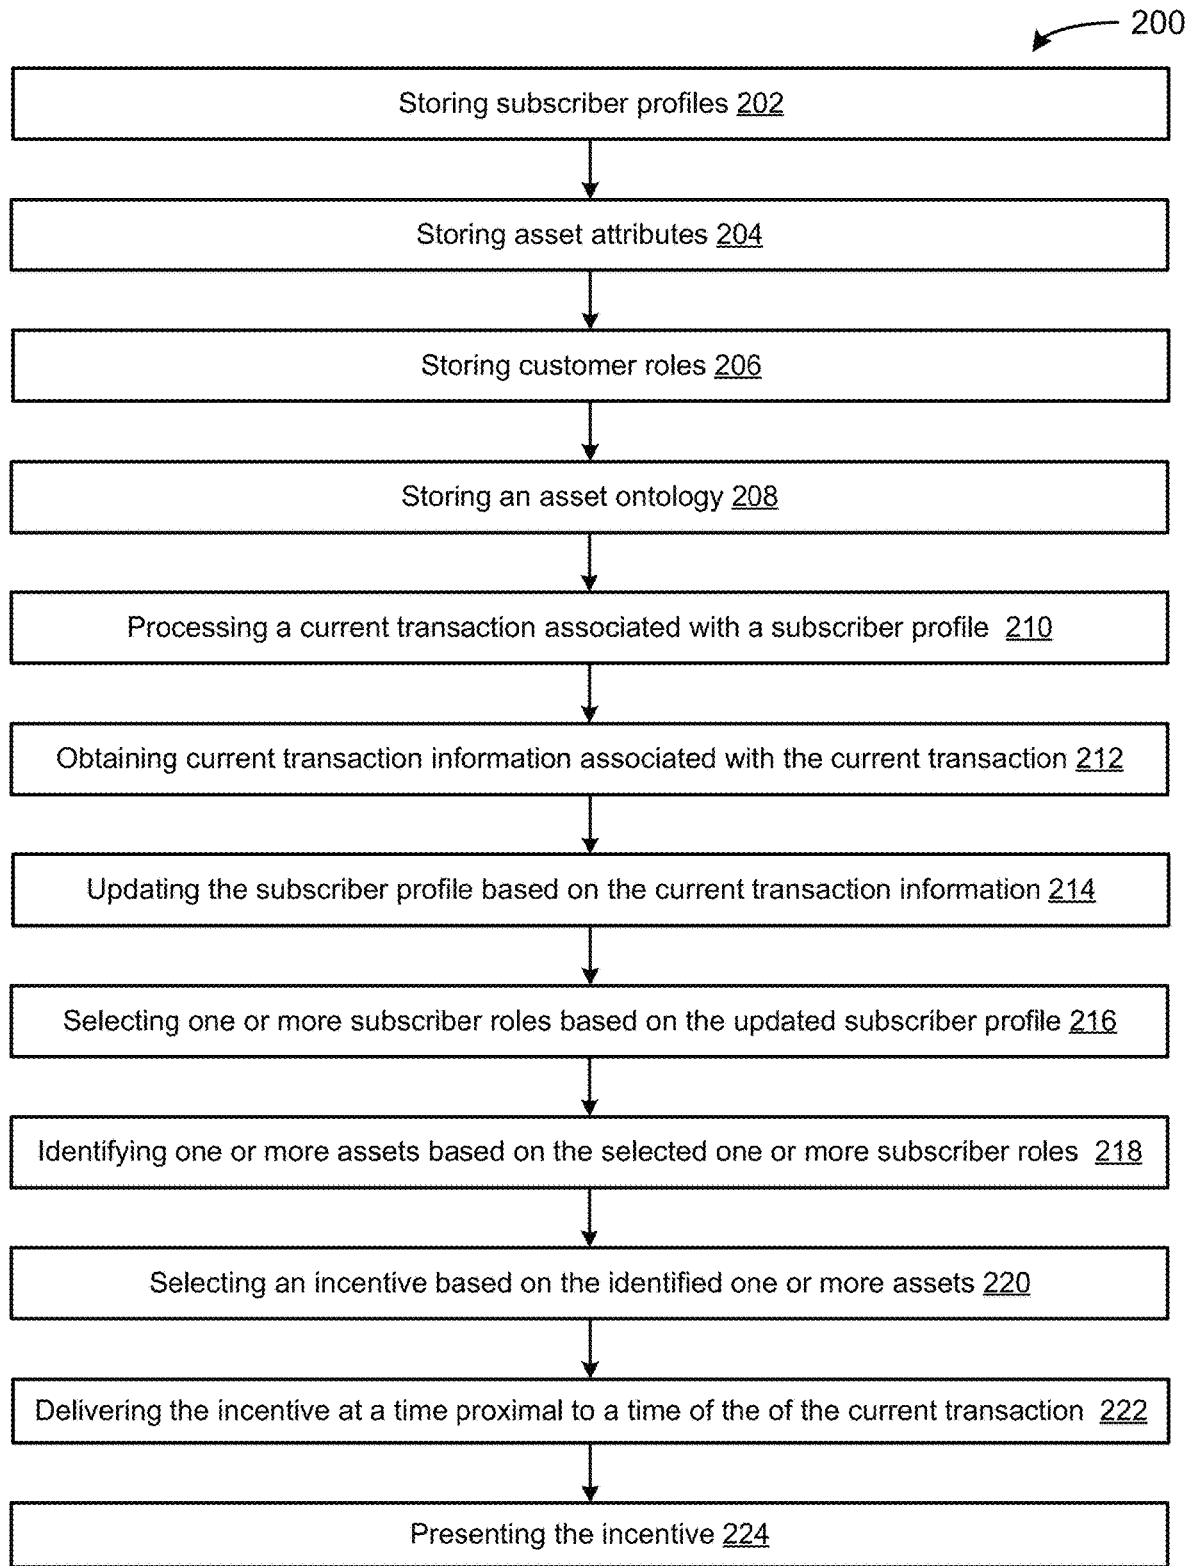 200
Storing subscriber profiles 202
Storing asset attributes 204
Storing customer roles 206
Storing an asset ontology 208
Processing a current transaction associated with a subscriber profile 210
Obtaining current transaction information associated with the current transaction 212
Updating the subscriber profile based on the current transaction information 214
Selecting one or more subscriber roles based on the updated subscriber profile 216
Identifying one or more assets based on the selected one or more subscriber roles 218
Selecting an incentive based on the identified one or more assets 220
Delivering the incentive at a time proximal to a time of the of the current transaction 222
Presenting the incentive 224